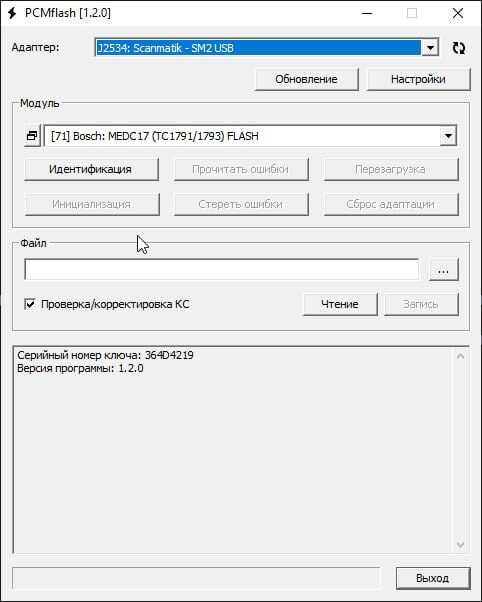 PCMflash [1.2.0]
Адаптер: J2534: Scanmatik - SM2 USB
Обновление Настройки
Модуль
[71] Bosch: MEDC17 (TC1791/1793) FLASH
Идентификация Прочитать ошибки Перезагрузка
Инициализация Стереть ошибки Сброс адаптации
Файл
...
Проверка/корректировка КС Чтение Запись
Серийный номер ключа: 364D4219
Версия программы: 1.2.0
Выход